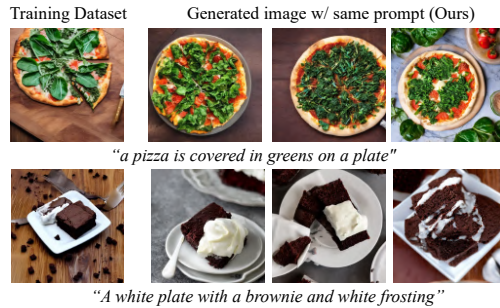 Training Dataset
Generated image w/ same prompt (Ours)
“a pizza is covered in greens on a plate"
“A white plate with a brownie and white frosting”